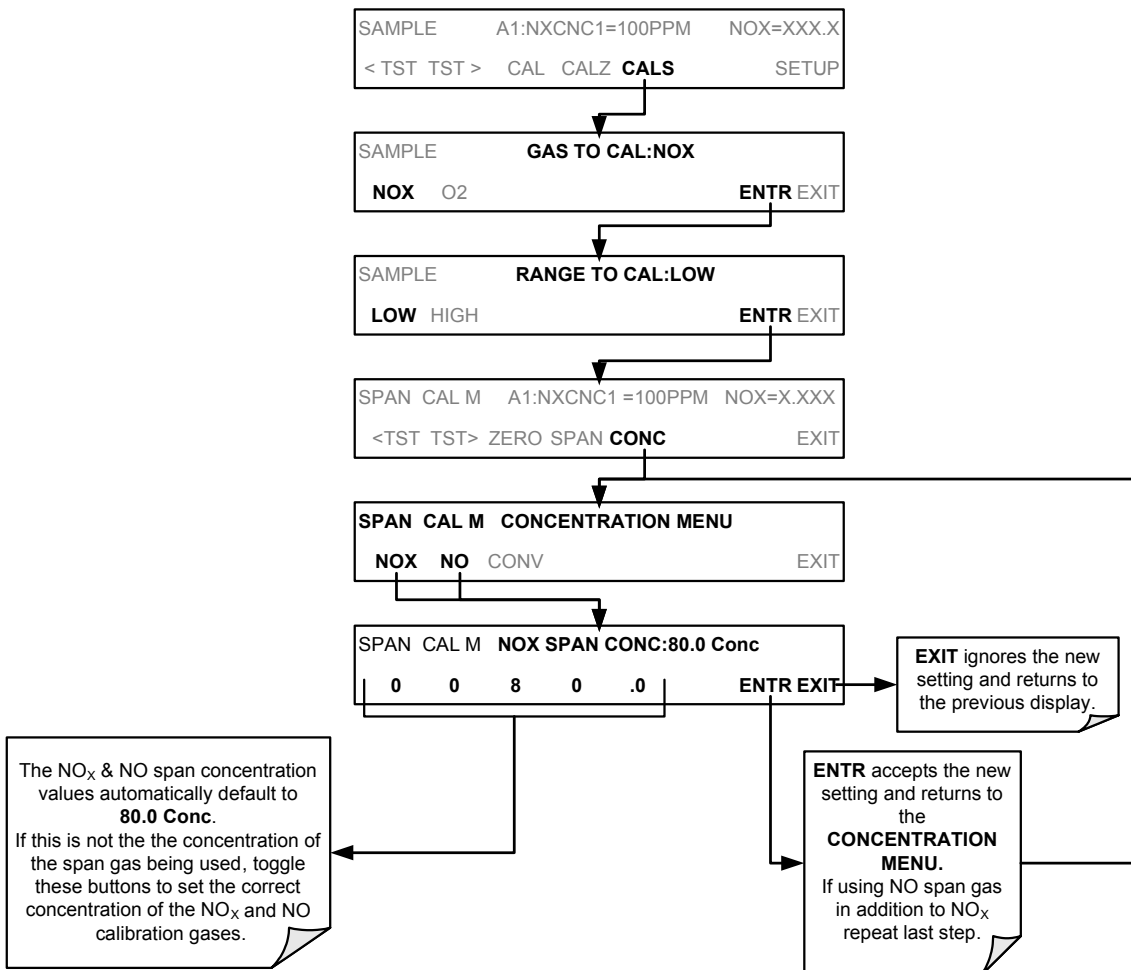 SAMPLE A1:NXCNC1=100PPM NOX=XXX.X
< TST TST > CAL CALZ CALS SETUP
SAMPLE GAS TO CAL:NOX
NOX O2 ENTR EXIT
SAMPLE RANGE TO CAL:LOW
LOW HIGH ENTR EXIT
SPAN CAL M A1:NXCNC1 =100PPM NOX=X.XXX
<TST TST> ZERO SPAN CONC EXIT
SPAN CAL M CONCENTRATION MENU
NOX NO CONV EXIT
SPAN CAL M NOX SPAN CONC:80.0 Conc
0 0 8 0 .0 ENTR EXIT
EXIT ignores the new
setting and returns to
the previous display.
The NOX & NO span concentration
values automatically default to
80.0 Conc.
If this is not the the concentration of
the span gas being used, toggle
these buttons to set the correct
concentration of the NOX and NO
calibration gases.
ENTR accepts the new
setting and returns to
the
CONCENTRATION
MENU.
If using NO span gas
in addition to NOX
repeat last step.